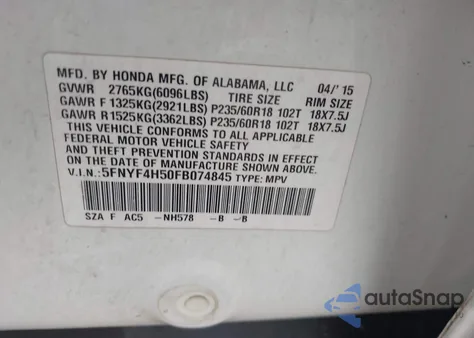 MFD. BY HONDA MFG. OF ALABAMA, LLC 04/'15
GVWR 2765KG(6096LBS) TIRE SIZE RIM SIZE
GAWR F 1325KG(2921LBS) P235/60R18 102T 18X7.5J
GAWR R1525KG(3362LBS) P235/60R18 102T 18X7.5J
THIS VEHICLE CONFORMS TO ALL APPLICABLE
FEDERAL MOTOR VEHICLE SAFETY AND
THEFT PREVENTION STANDARDS IN EFFECT
ON THE DATE OF MANUFACTURE SHOWN ABOVE.
V.I.N.: 5FNYF4H50FB074845 TYPE: MPV
SZA F AC5 -NH578 -B -B
autoSnap